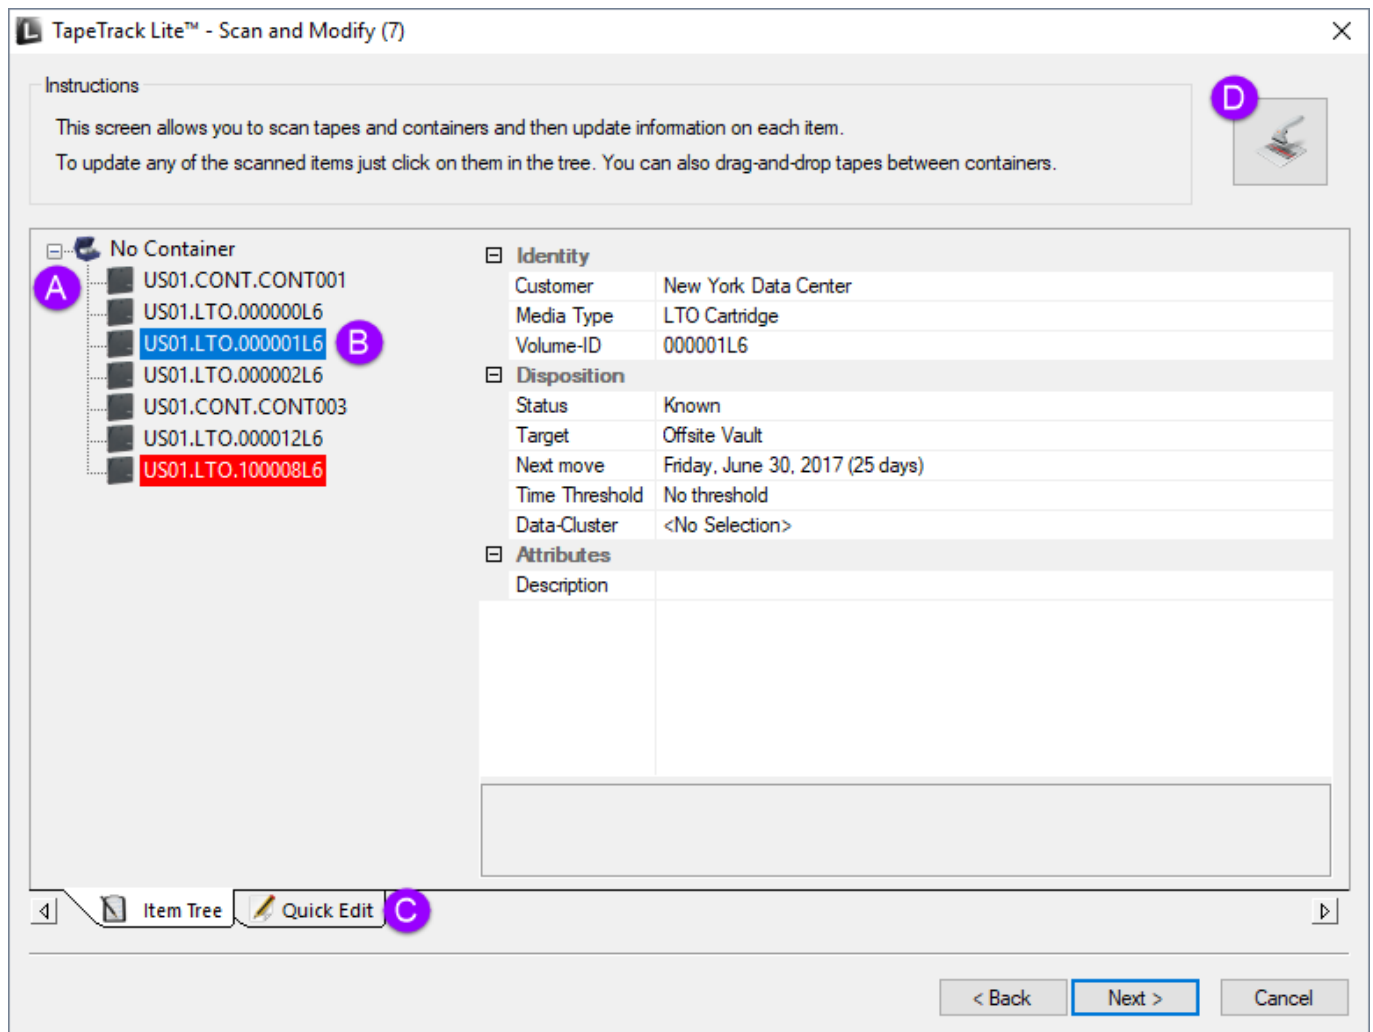 TapeTrack Lite™ - Scan and Modify (7)
Instructions
This screen allows you to scan tapes and containers and then update information on each item.
To update any of the scanned items just click on them in the tree. You can also drag-and-drop tapes between containers.
D
No Container
A
US01.CONT.CONT001
US01.LTO.000000L6
US01.LTO.000001L6
B
US01.LTO.000002L6
US01.CONT.CONT003
US01.LTO.000012L6
US01.LTO.100008L6
Identity
Customer New York Data Center
Media Type LTO Cartridge
Volume-ID 000001L6
Disposition
Status Known
Target Offsite Vault
Next move Friday, June 30, 2017 (25 days)
Time Threshold No threshold
Data-Cluster <No Selection>
Attributes
Description
Item Tree Quick Edit C
< Back Next > Cancel